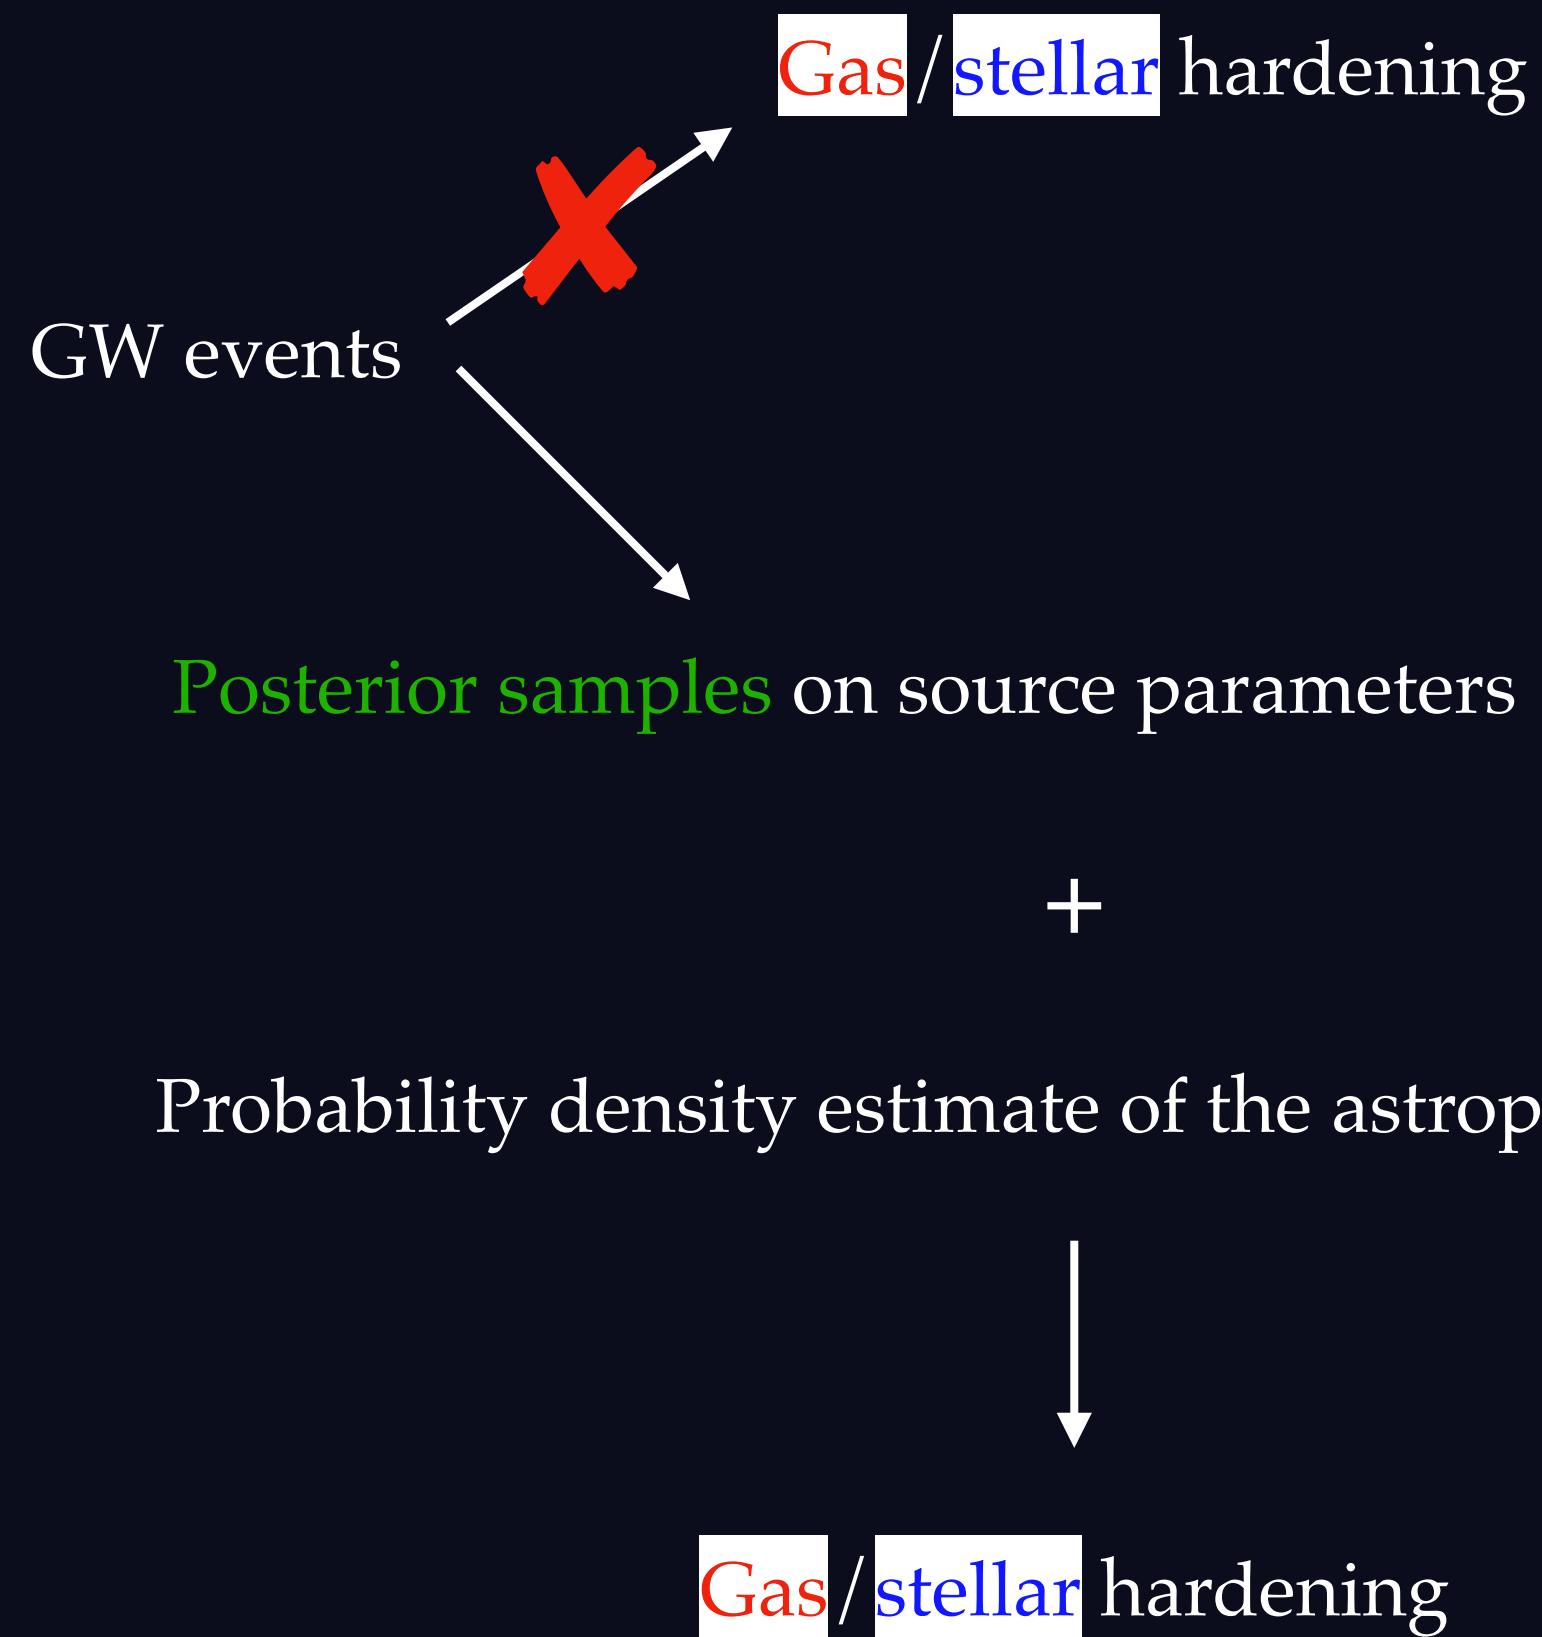 Gas/stellar hardening
GW events
Posterior samples on source parameters
+
Probability density estimate of the astrop
Gas/stellar hardening